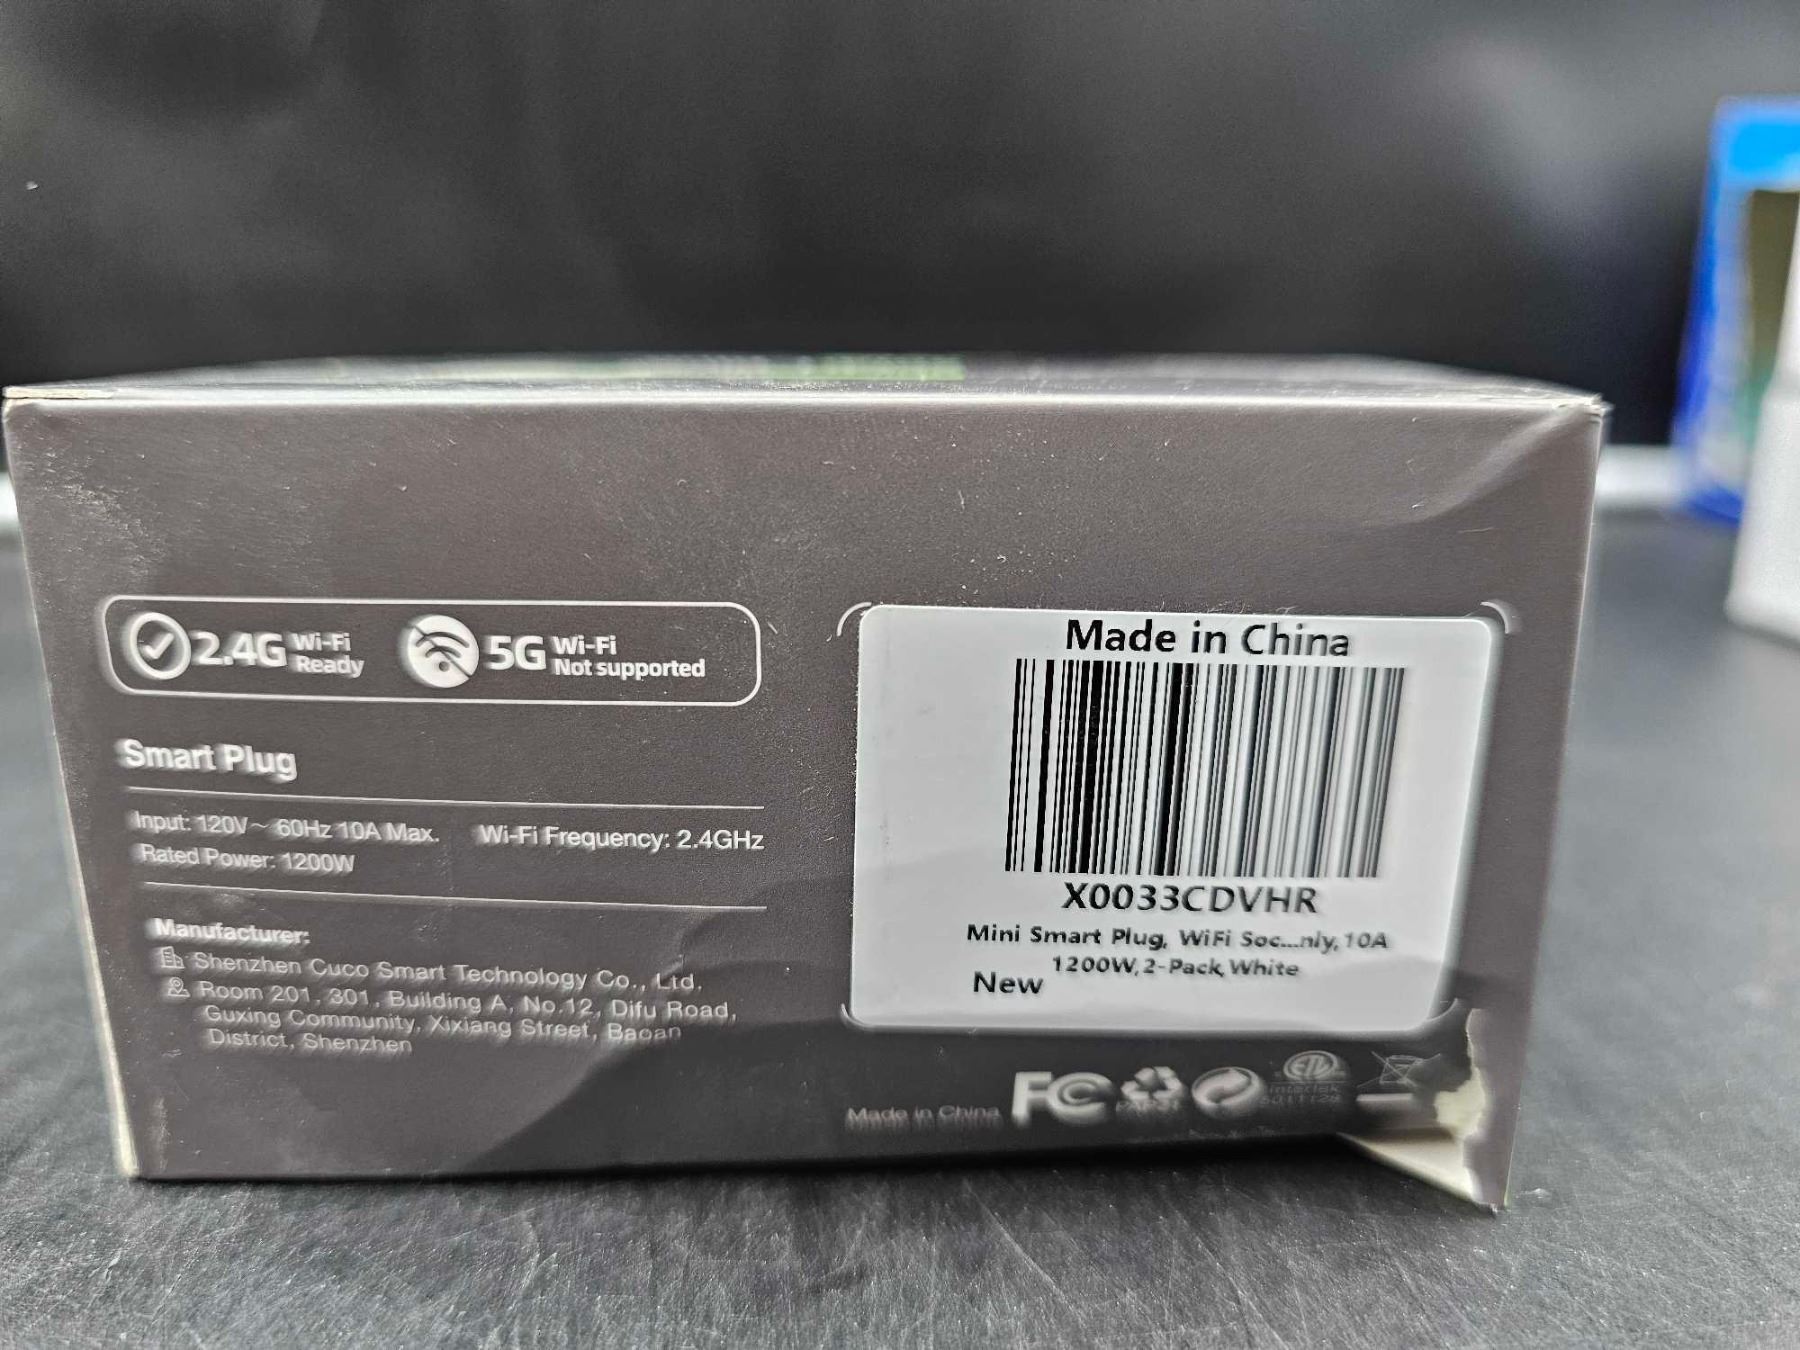 2.4G Wi-Fi Ready
5G Wi-Fi Not supported
Smart Plug
Input: 120V~ 60Hz 10A Max. Wi-Fi Frequency: 2.4GHz
Rated Power: 1200W
Manufacturer:
Shenzhen Cuco Smart Technology Co., Ltd.
Room 201, 301, Building A, No.12, Difu Road,
Guxing Community, Xixiang Street, Baoan
District, Shenzhen
Made in China
X0033CDVHR
Mini Smart Plug, WiFi Soc...nly,10A
1200W,2-Pack,White
New
Made in China FC
ETL
Intertek